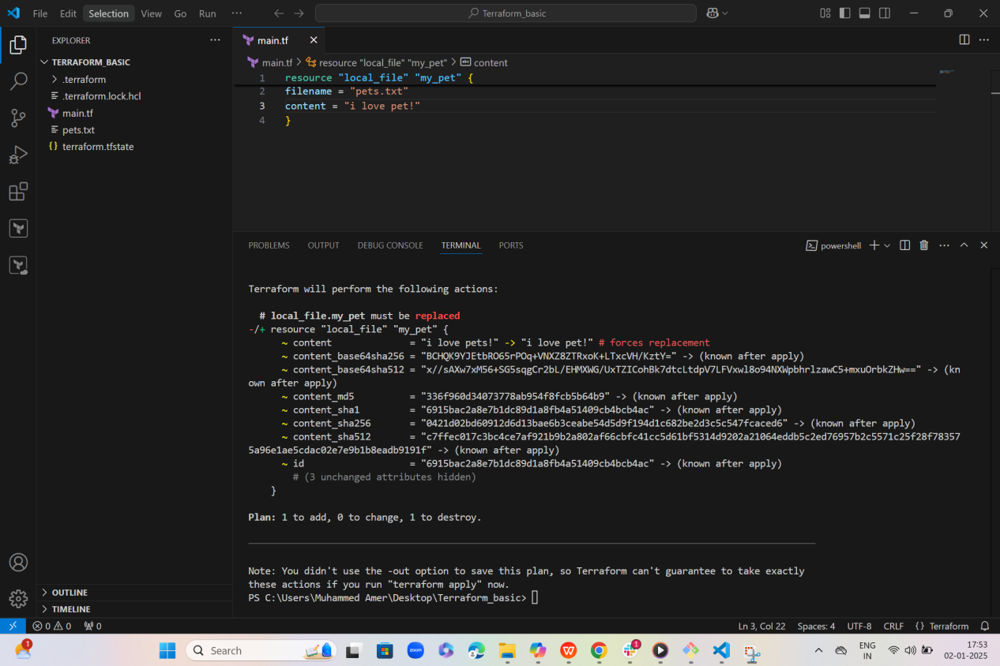 File Edit Selection View Go Run ···
Terraform_basic
EXPLORER ···
TERRAFORM_BASIC
.terraform
.terraform.lock.hcl
main.tf
pets.txt
terraform.tfstate
OUTLINE
TIMELINE
main.tf
main.tf > resource "local_file" "my_pet" > abc content
1 resource "local_file" "my_pet" {
2 filename = "pets.txt"
3 content = "i love pet!"
4 }
PROBLEMS OUTPUT DEBUG CONSOLE TERMINAL PORTS
powershell
Terraform will perform the following actions:
# local_file.my_pet must be replaced
-/+ resource "local_file" "my_pet" {
~ content = "i love pets!" -> "i love pet!" # forces replacement
~ content_base64sha256 = "BCHQK9YJEtbRO65rPOq+VNXZ8ZTRxoK+LTxcVH/KztY=" -> (known after apply)
~ content_base64sha512 = "x//sAXw7xM56+SG5sqgCr2bL/EHMXWG/UxTZICohBk7dtcLtdpV7LFVxwl8o94NXWpbhrlzawC5+mxuOrbkZHw==" -> (kn
own after apply)
~ content_md5 = "336f960d34073778ab954f8fcb5b64b9" -> (known after apply)
~ content_sha1 = "6915bac2a8e7b1dc89d1a8fb4a51409cb4bcb4ac" -> (known after apply)
~ content_sha256 = "0421d02bd60912d6d13bae6b3ceabe54d5d9f194d1c682be2d3c5c547fcaced6" -> (known after apply)
~ content_sha512 = "c7ffec017c3bc4ce7af921b9b2a802af66cbfc41cc5d61bf5314d9202a21064eddb5c2ed76957b2c5571c25f28f78357
5a96e1ae5cdac02e7e9b1b8eadb9191f" -> (known after apply)
~ id = "6915bac2a8e7b1dc89d1a8fb4a51409cb4bcb4ac" -> (known after apply)
# (3 unchanged attributes hidden)
}
Plan: 1 to add, 0 to change, 1 to destroy.
Note: You didn't use the -out option to save this plan, so Terraform can't guarantee to take exactly
these actions if you run "terraform apply" now.
PS C:\Users\Muhammed Amer\Desktop\Terraform_basic>
0 0 0 Ln 3, Col 22 Spaces: 4 UTF-8 CRLF {} Terraform
1 Search zoom W 1 ENG 17:53
IN 02-01-2025